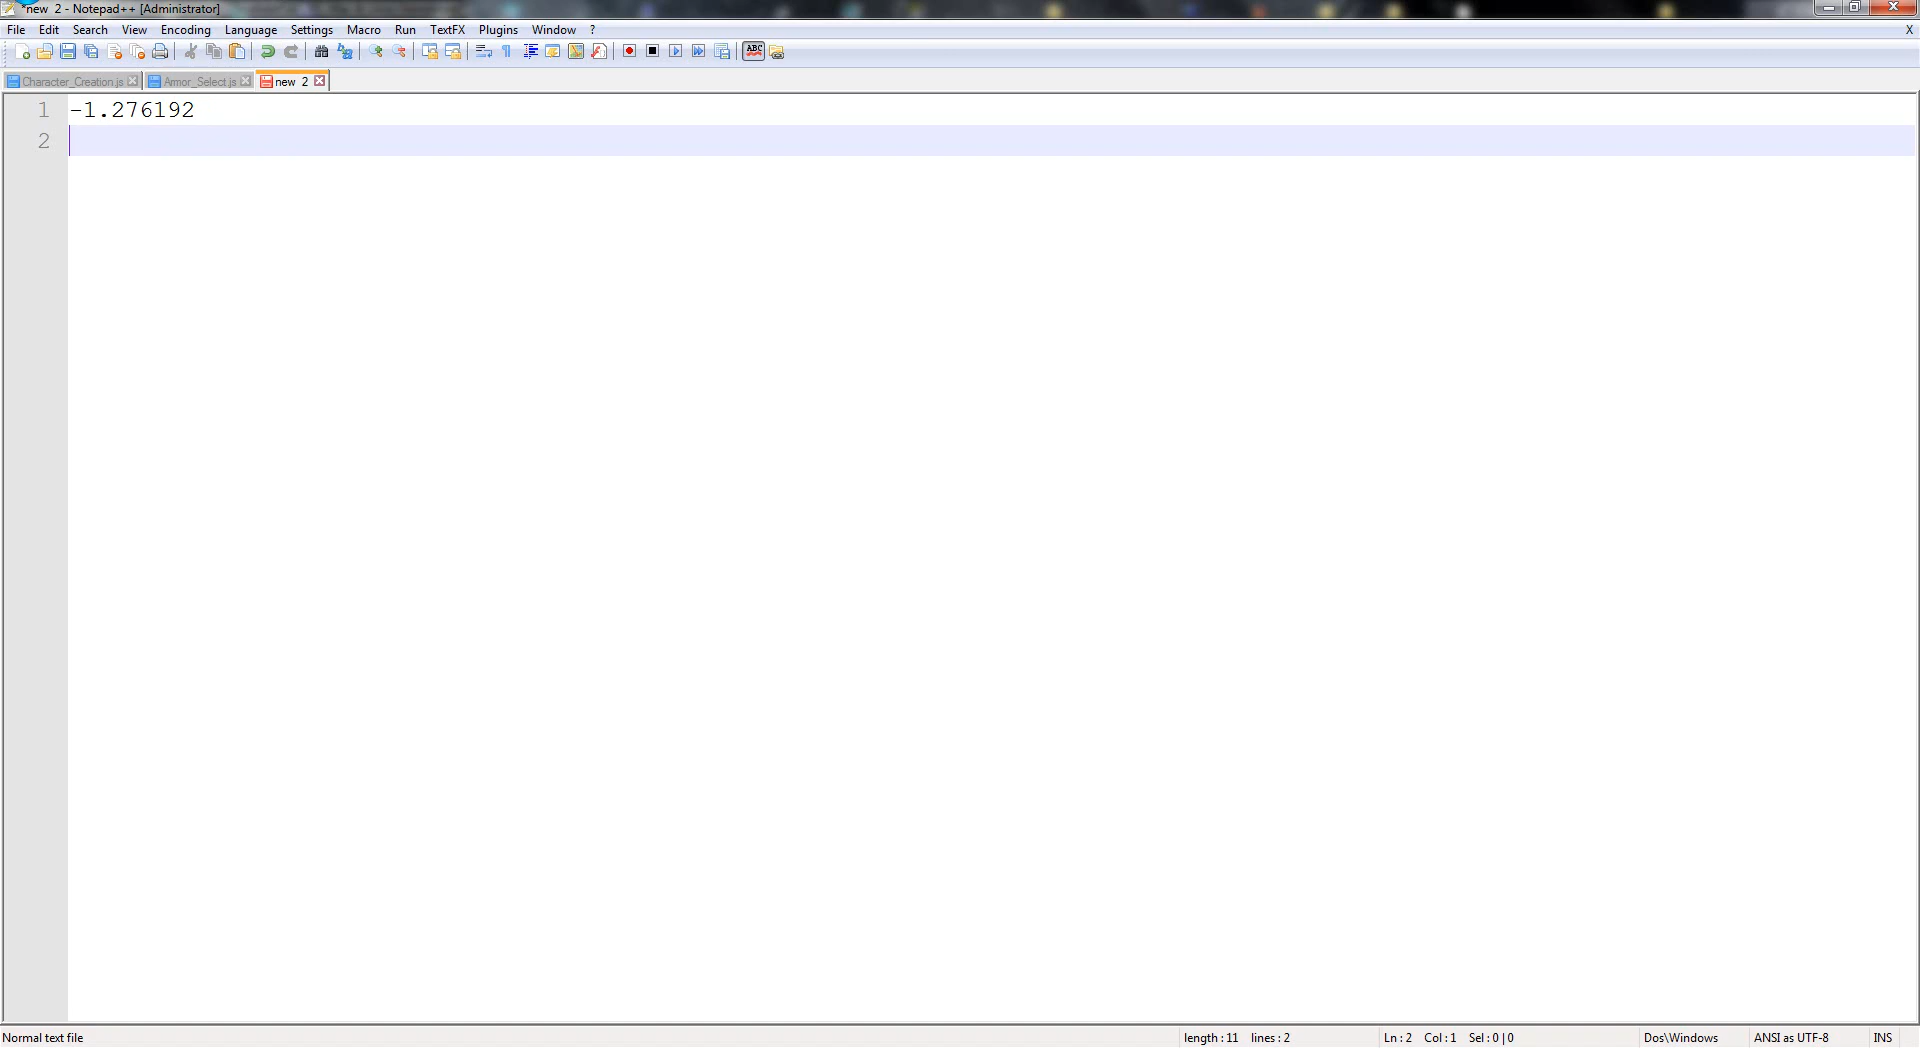 *new  2 - Notepad++ [Administrator]
File Edit Search View Encoding Language Settings Macro Run TextFX Plugins Window ? X
ABC
Character_Creation.js Armor_Select.js new 2
1 -1.276192
2
Normal text file length : 11 lines : 2 Ln : 2 Col : 1 Sel : 0 | 0 Dos\Windows ANSI as UTF-8 INS